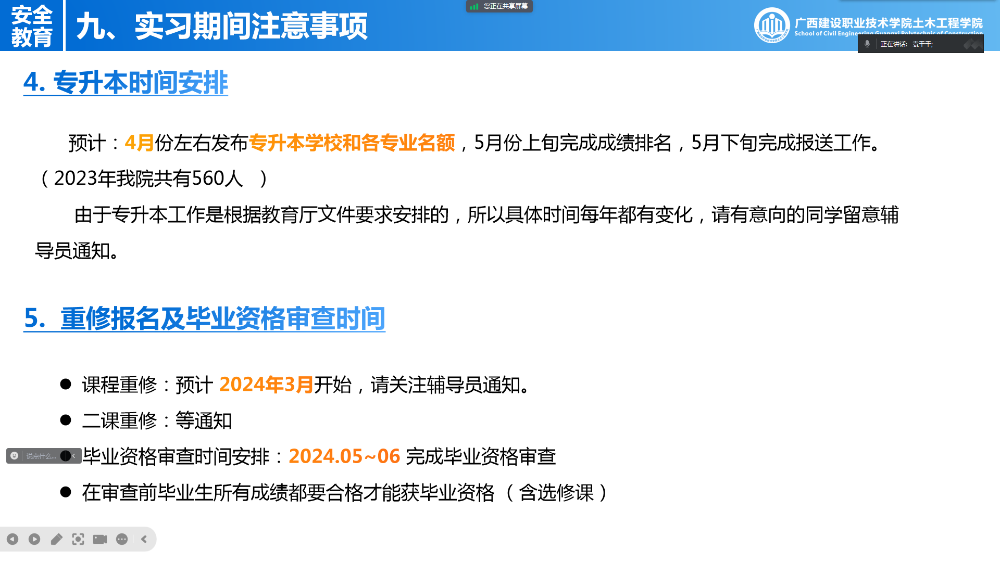 安全
教育
九、实习期间注意事项
您正在共享屏幕
广西建设职业技术学院土木工程学院
School of Civil Engineering Guangxi Polytechnic of Construction
正在讲话: 袁干干;
4. 专升本时间安排
预计：4月份左右发布专升本学校和各专业名额，5月份上旬完成成绩排名，5月下旬完成报送工作。
（2023年我院共有560人 ）
由于专升本工作是根据教育厅文件要求安排的，所以具体时间每年都有变化，请有意向的同学留意辅
导员通知。
5. 重修报名及毕业资格审查时间
● 课程重修：预计 2024年3月开始，请关注辅导员通知。
● 二课重修：等通知
说点什么...
● 毕业资格审查时间安排：2024.05~06 完成毕业资格审查
● 在审查前毕业生所有成绩都要合格才能获毕业资格（含选修课）